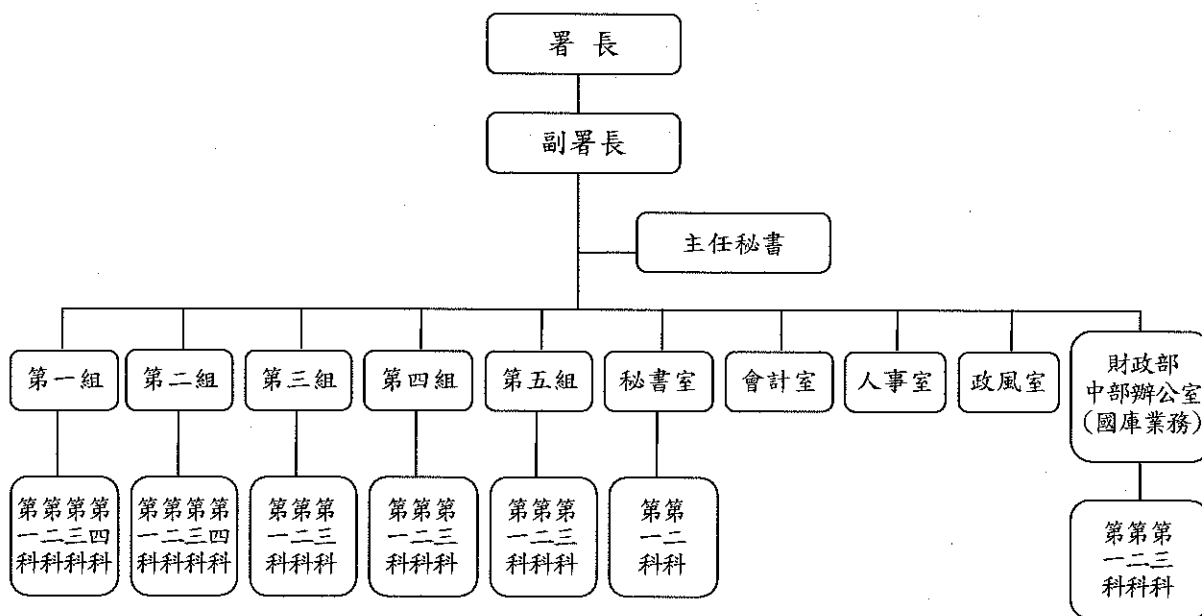 署 長
副署長
主任秘書
第一組
第二組
第三組
第四組
第五組
秘書室
會計室
人事室
政風室
財政部
中部辦公室
(國庫業務)
第一科
第二科
第三科
第四科
第一科
第二科
第三科
第四科
第一科
第二科
第三科
第一科
第二科
第三科
第一科
第二科
第三科
第一科
第二科
第一科
第二科
第三科